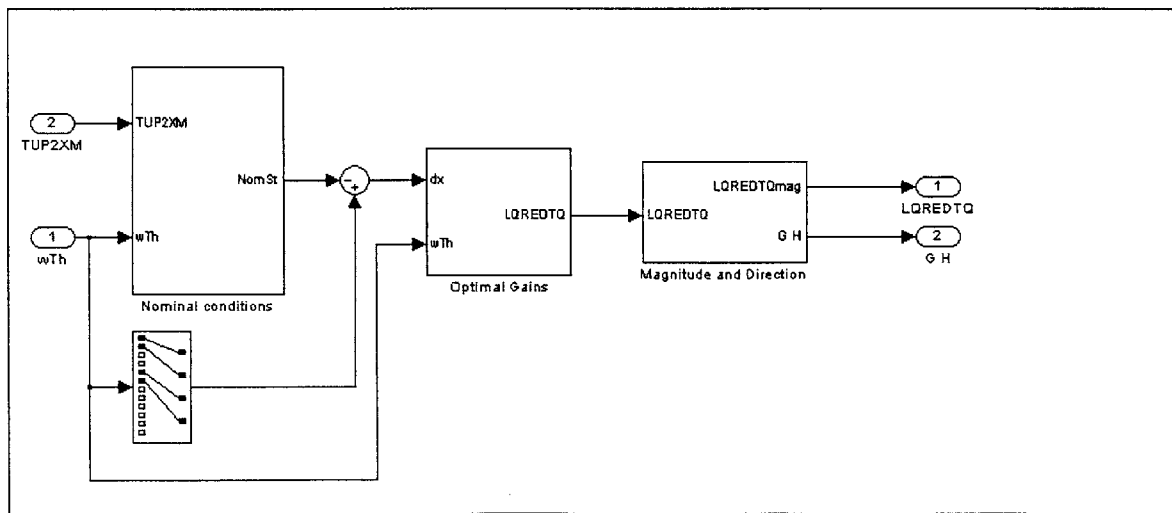 2
TUP2XM
1
wTh
TUP2XM
NomSt
wTh
Nominal conditions
-
+
dx
LQREDTQ
wTh
Optimal Gains
LQREDTQ
LQREDTQmag
G H
Magnitude and Direction
1
LQREDTQ
2
G H